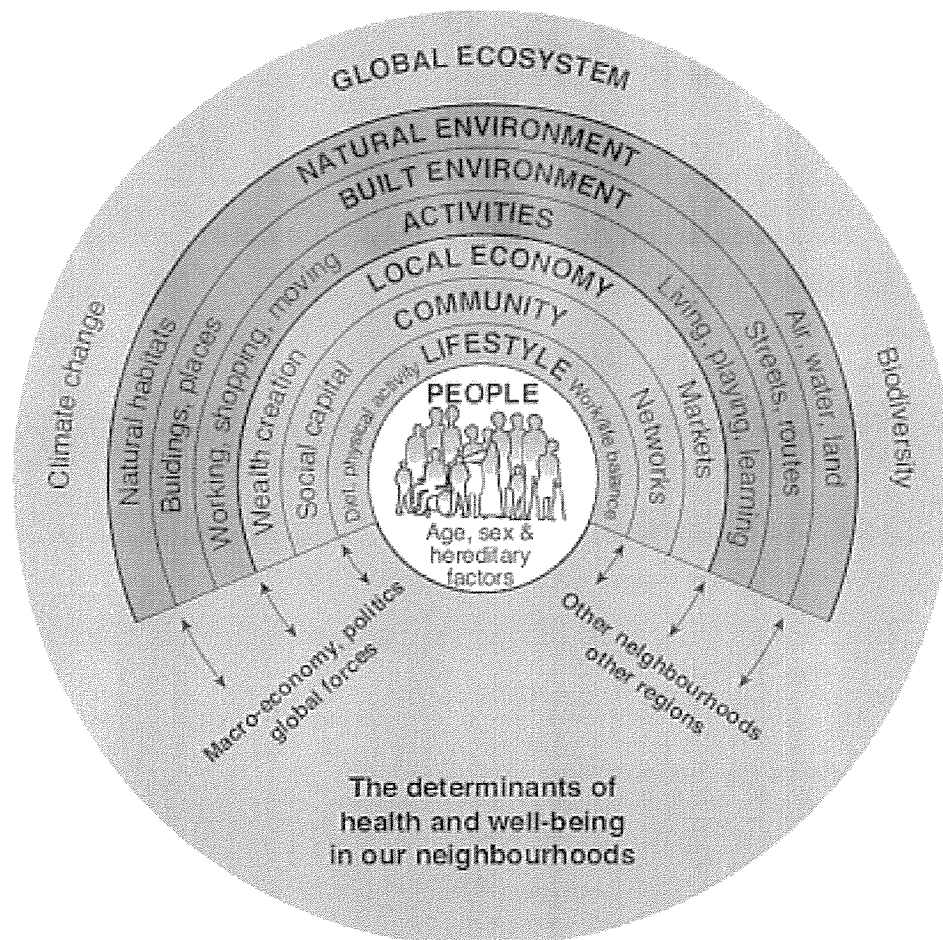 GLOBAL ECOSYSTEM
NATURAL ENVIRONMENT
BUILT ENVIRONMENT
ACTIVITIES
LOCAL ECONOMY
COMMUNITY
LIFESTYLE
PEOPLE
Age, sex &
hereditary
factors
Climate change
Natural habitats
Buidings, places
Working, shopping, moving
Wealth creation
Social capital
Diet, physical activity
Work/life balance
Networks
Markets
Living, playing, learning
Streets, routes
Air, water, land
Biodiversity
Macro-economy, politics
global forces
Other neighbourhoods
other regions
The determinants of
health and well-being
in our neighbourhoods